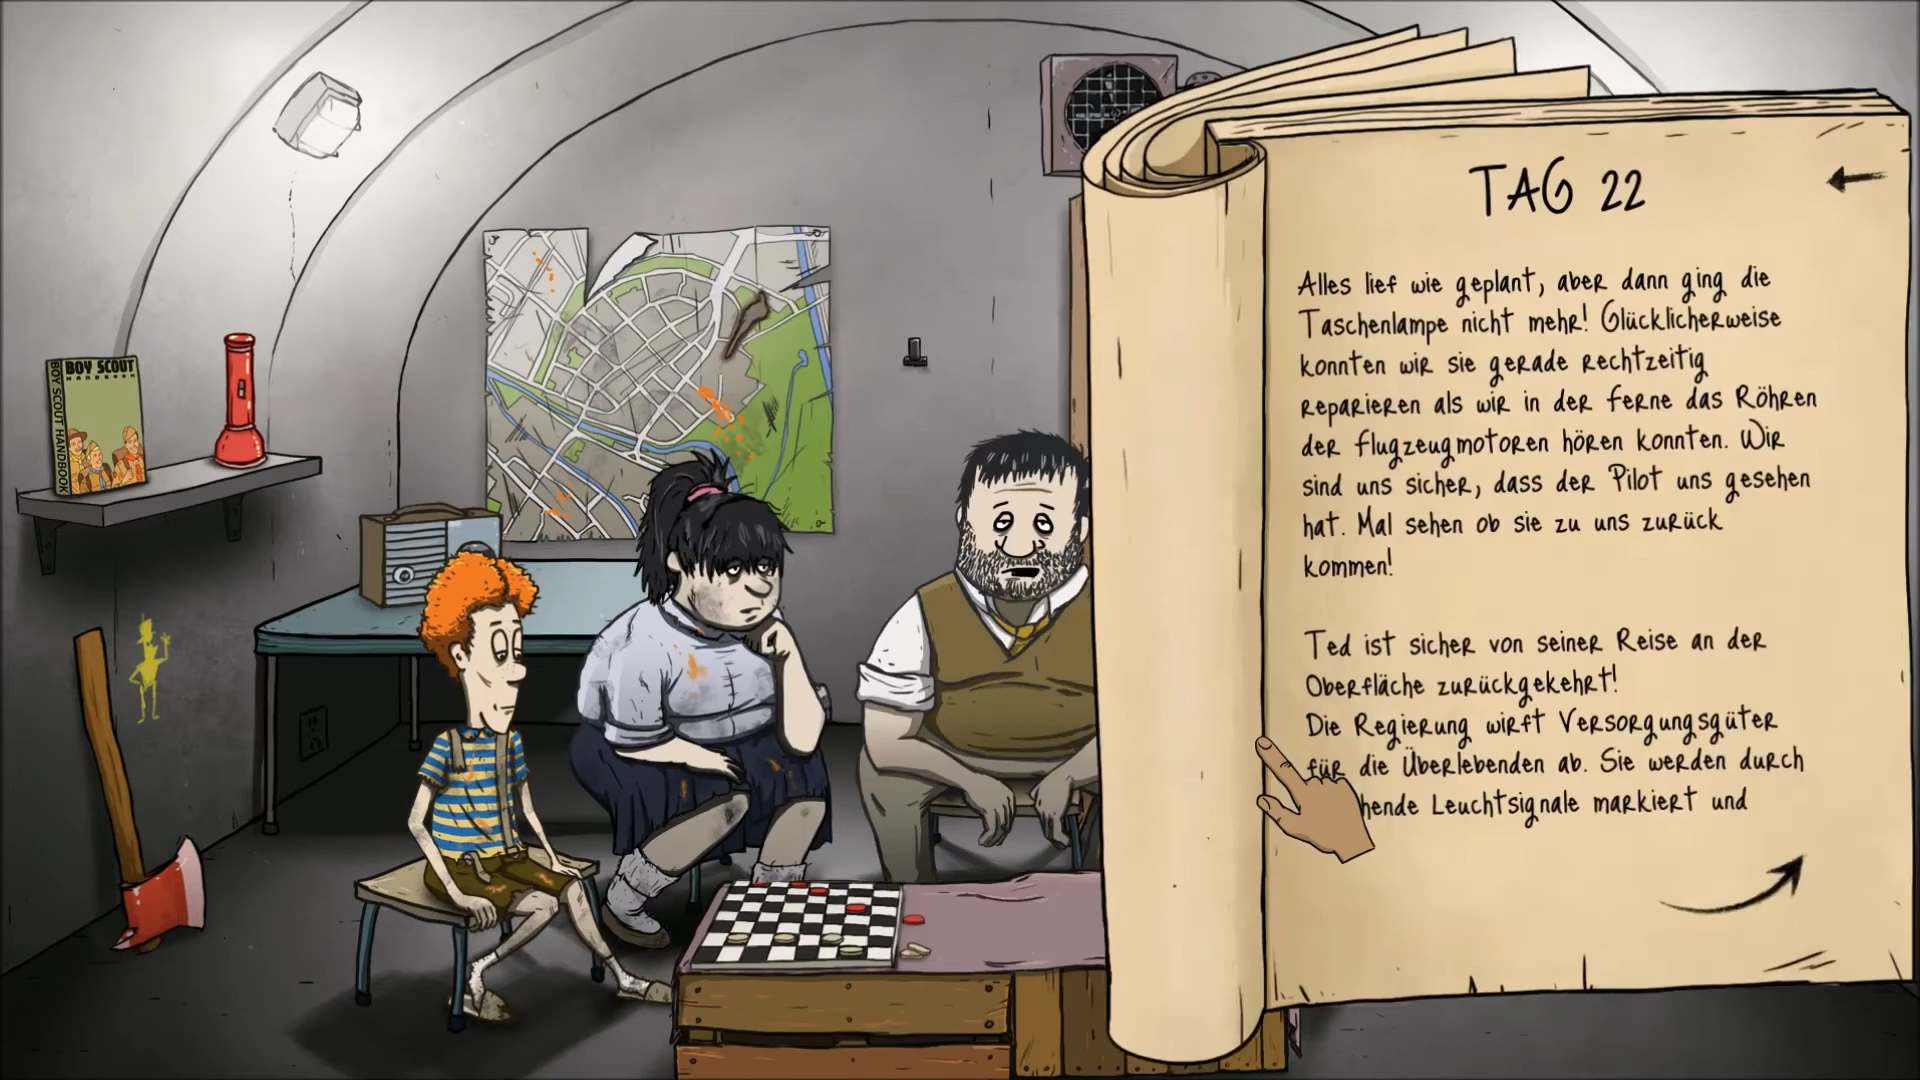 BOY SCOUT
HANDBOOK
BOY SCOUT HANDBOOK
TAG 22
Alles lief wie geplant, aber dann ging die
Taschenlampe nicht mehr! Glücklicherweise
konnten wir sie gerade rechtzeitig
reparieren als wir in der Ferne das Röhren
der Flugzeugmotoren hören konnten. Wir
sind uns sicher, dass der Pilot uns gesehen
hat. Mal sehen ob sie zu uns zurück
kommen!
Ted ist sicher von seiner Reise an der
Oberfläche zurückgekehrt!
Die Regierung wirft Versorgungsgüter
für die Überlebenden ab. Sie werden durch
hende Leuchtsignale markiert und